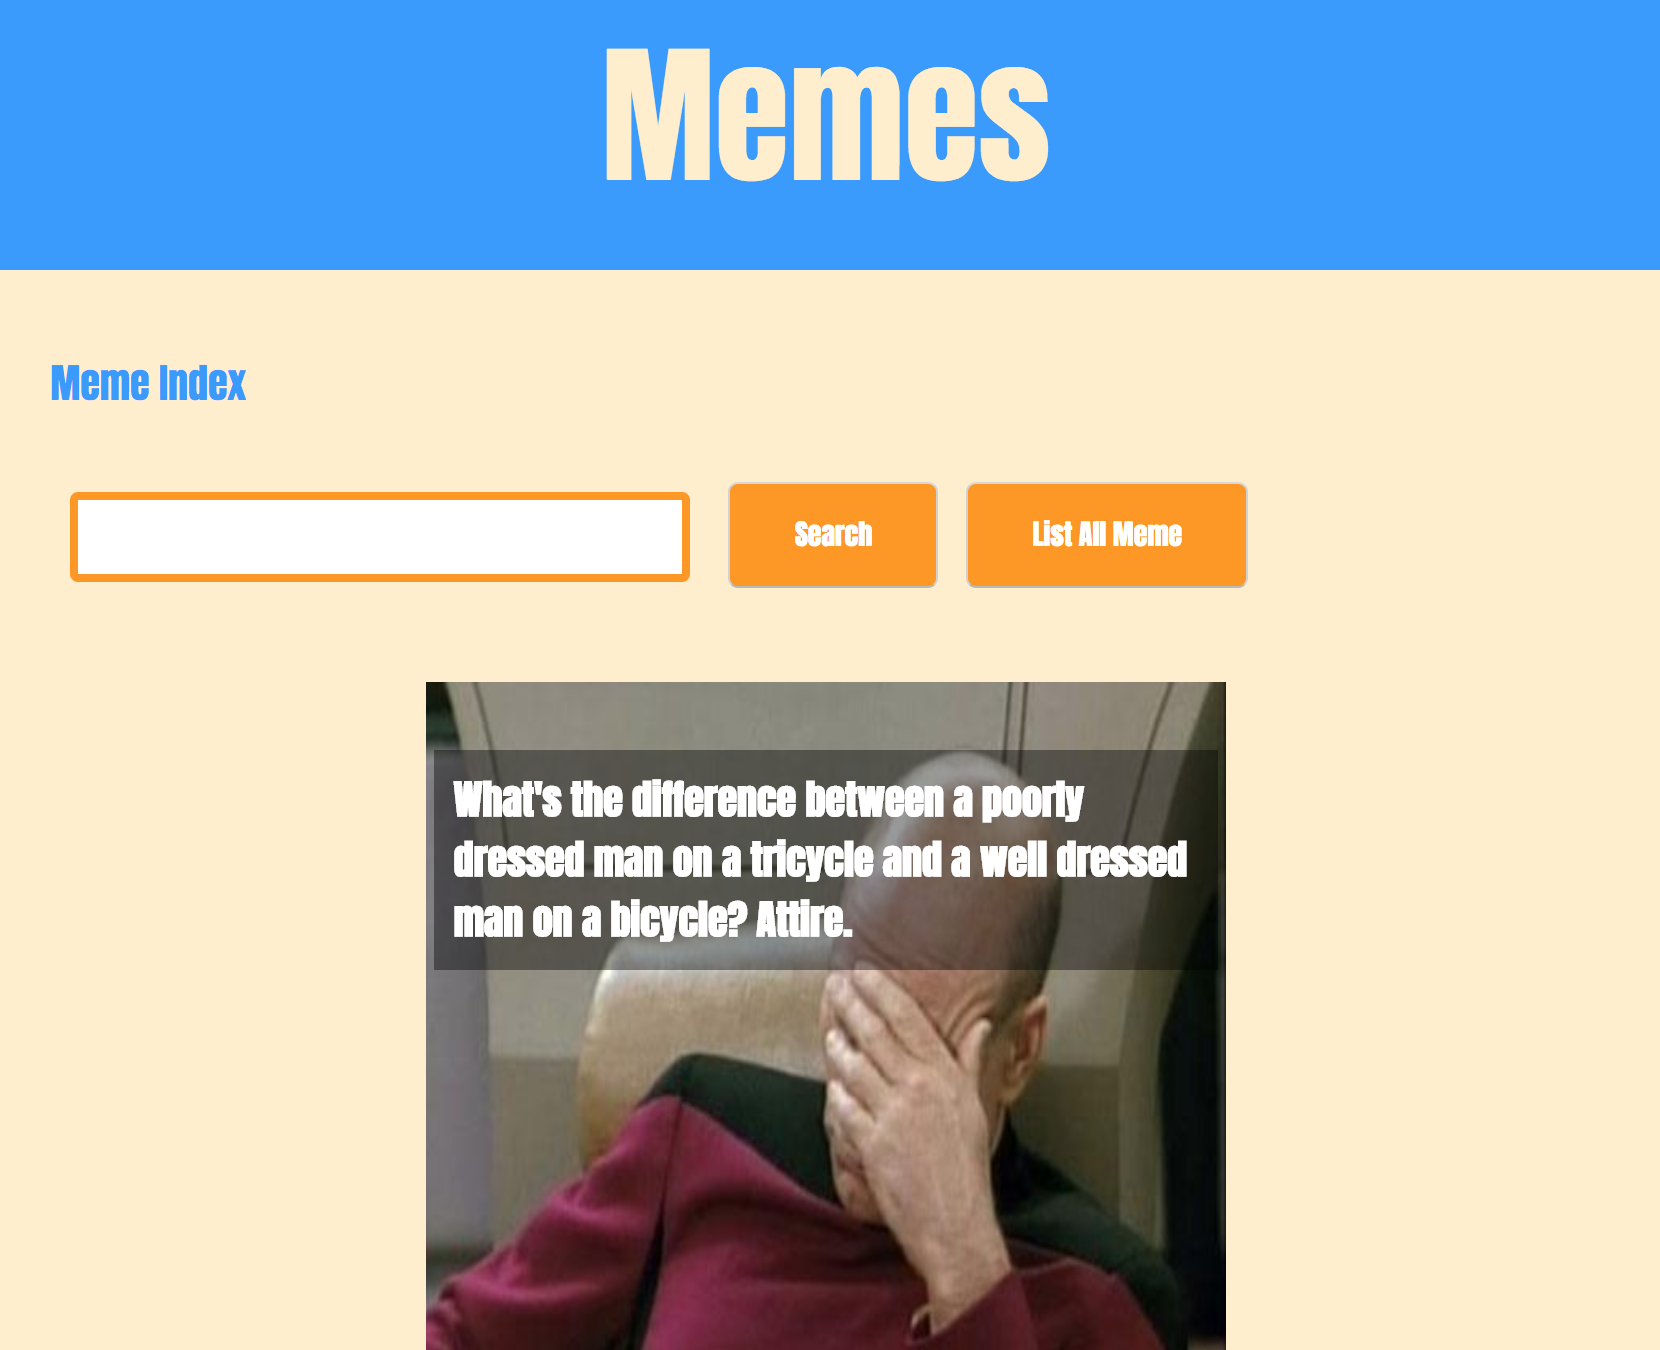 Memes
Meme Index
Search
List All Meme
What's the difference between a poorly
dressed man on a tricycle and a well dressed
man on a bicycle? Attire.